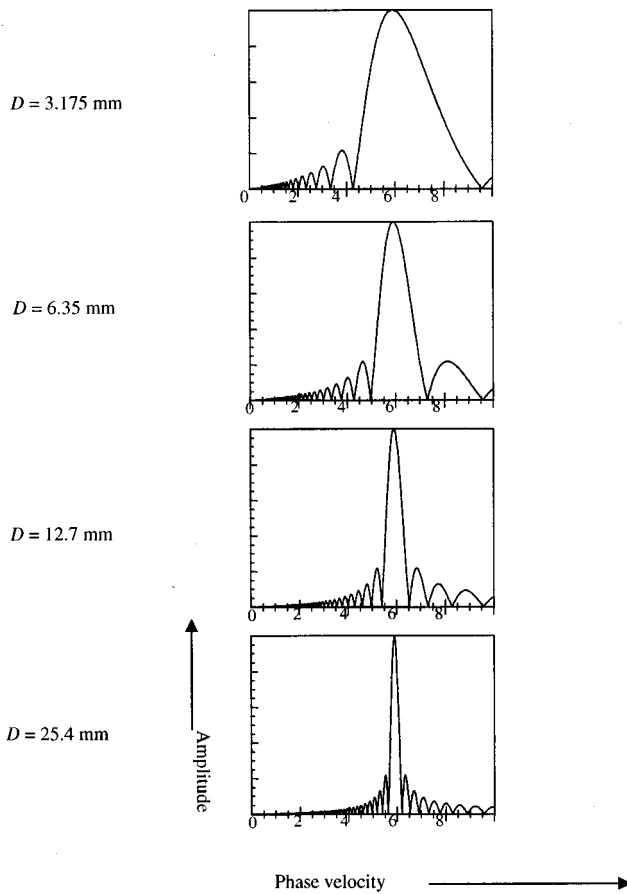 D = 3.175 mm
0 2 4 6 8
D = 6.35 mm
0 2 4 6 8
D = 12.7 mm
0 2 4 6 8
D = 25.4 mm
Amplitude
0 2 4 6 8
Phase velocity